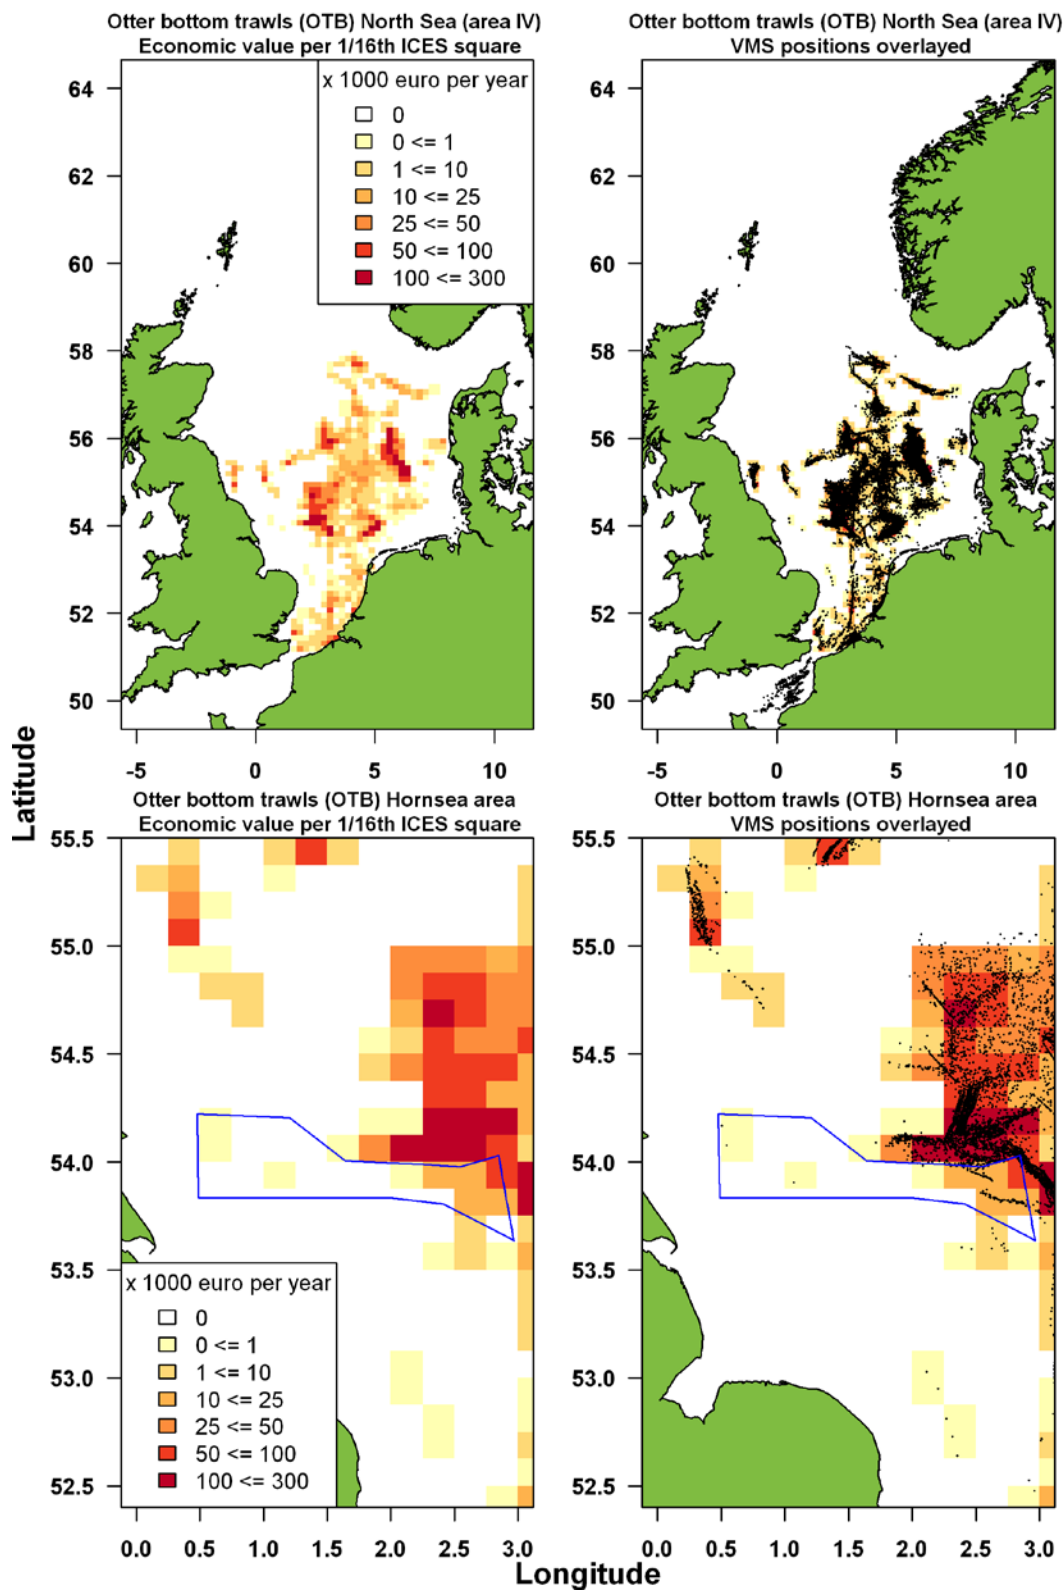 Otter bottom trawls (OTB) North Sea (area IV)
Economic value per 1/16th ICES square
x 1000 euro per year
0
0 <= 1
1 <= 10
10 <= 25
25 <= 50
50 <= 100
100 <= 300
64
62
60
58
56
54
52
50
-5
0
5
10
Otter bottom trawls (OTB) North Sea (area IV)
VMS positions overlayed
64
62
60
58
56
54
52
50
-5
0
5
10
Latitude
Otter bottom trawls (OTB) Hornsea area
Economic value per 1/16th ICES square
55.5
55.0
54.5
54.0
53.5
53.0
52.5
x 1000 euro per year
0
0 <= 1
1 <= 10
10 <= 25
25 <= 50
50 <= 100
100 <= 300
0.0
0.5
1.0
1.5
2.0
2.5
3.0
Otter bottom trawls (OTB) Hornsea area
VMS positions overlayed
55.5
55.0
54.5
54.0
53.5
53.0
52.5
0.0
0.5
1.0
1.5
2.0
2.5
3.0
Longitude